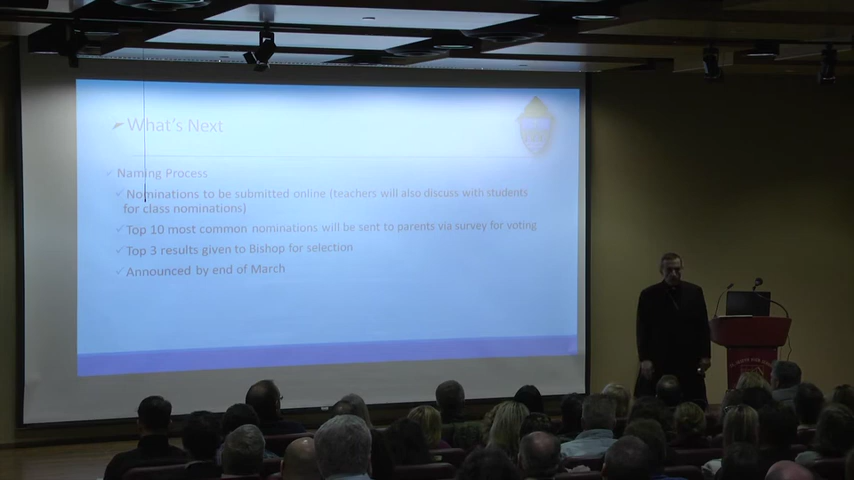 What's Next
Naming Process
Nominations to be submitted online (teachers will also discuss with students
for class nominations)
Top 10 most common nominations will be sent to parents via survey for voting
Top 3 results given to Bishop for selection
Announced by end of March